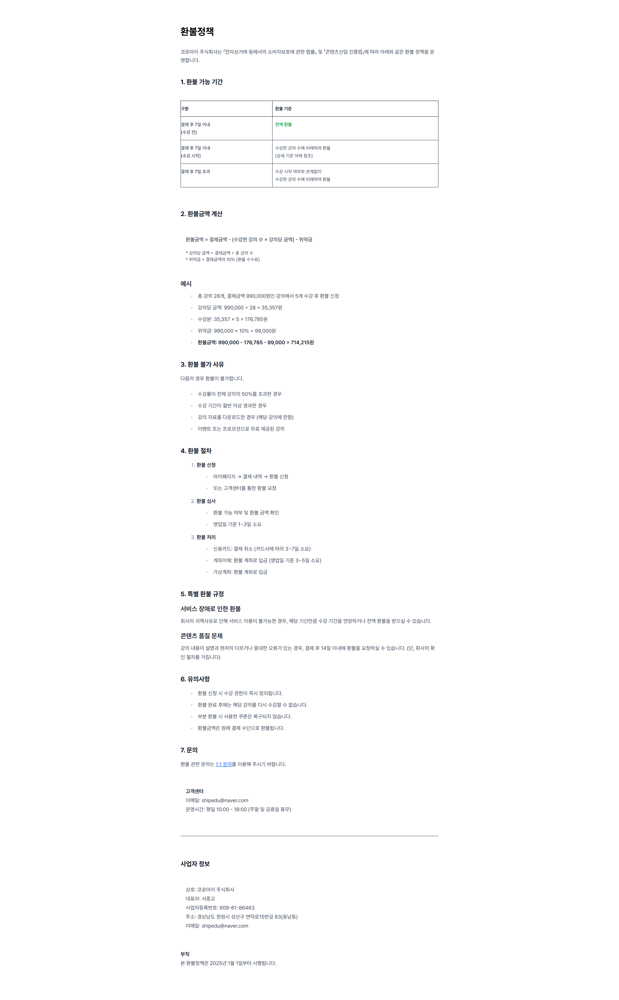 환불정책
코로아이 주식회사는 「전자상거래 등에서의 소비자보호에 관한 법률」 및 「콘텐츠산업 진흥법」에 따라 아래와 같은 환불 정책을 운
영합니다.
1. 환불 가능 기간
구분
환불 기준
결제 후 7일 이내
(수강 전)
전액 환불
결제 후 7일 이내
(수강 시작)
수강한 강의 수에 비례하여 환불
(상세 기준 아래 참조)
결제 후 7일 초과
수강 시작 여부와 관계없이
수강한 강의 수에 비례하여 환불
2. 환불금액 계산
환불금액 = 결제금액 - (수강한 강의 수 × 강의당 금액) - 위약금
* 강의당 금액 = 결제금액 ÷ 총 강의 수
* 위약금 = 결제금액의 10% (환불 수수료)
예시
총 강의 28개, 결제금액 990,000원인 강의에서 5개 수강 후 환불 신청
강의당 금액: 990,000 ÷ 28 = 35,357원
수강분: 35,357 × 5 = 176,785원
위약금: 990,000 × 10% = 99,000원
환불금액: 990,000 - 176,785 - 99,000 = 714,215원
3. 환불 불가 사유
다음의 경우 환불이 불가합니다.
수강률이 전체 강의의 50%를 초과한 경우
수강 기간이 절반 이상 경과한 경우
강의 자료를 다운로드한 경우 (해당 강의에 한함)
이벤트 또는 프로모션으로 무료 제공된 강의
4. 환불 절차
1. 환불 신청
마이페이지 → 결제 내역 → 환불 신청
또는 고객센터를 통한 환불 요청
2. 환불 심사
환불 가능 여부 및 환불 금액 확인
영업일 기준 1~3일 소요
3. 환불 처리
신용카드: 결제 취소 (카드사에 따라 3~7일 소요)
계좌이체: 환불 계좌로 입금 (영업일 기준 3~5일 소요)
가상계좌: 환불 계좌로 입금
5. 특별 환불 규정
서비스 장애로 인한 환불
회사의 귀책사유로 인해 서비스 이용이 불가능한 경우, 해당 기간만큼 수강 기간을 연장하거나 전액 환불을 받으실 수 있습니다.
콘텐츠 품질 문제
강의 내용이 설명과 현저히 다르거나 중대한 오류가 있는 경우, 결제 후 14일 이내에 환불을 요청하실 수 있습니다. (단, 회사의 확
인 절차를 거칩니다)
6. 유의사항
환불 신청 시 수강 권한이 즉시 정지됩니다.
환불 완료 후에는 해당 강의를 다시 수강할 수 없습니다.
부분 환불 시 사용한 쿠폰은 복구되지 않습니다.
환불금액은 원래 결제 수단으로 환불됩니다.
7. 문의
환불 관련 문의는 1:1 문의를 이용해 주시기 바랍니다.
고객센터
이메일: shipedu@naver.com
운영시간: 평일 10:00 - 18:00 (주말 및 공휴일 휴무)
사업자 정보
상호: 코로아이 주식회사
대표자: 서중교
사업자등록번호: 609-81-86463
주소: 경상남도 창원시 성산구 연덕로15번길 83(웅남동)
이메일: shipedu@naver.com
부칙
본 환불정책은 2025년 1월 1일부터 시행됩니다.